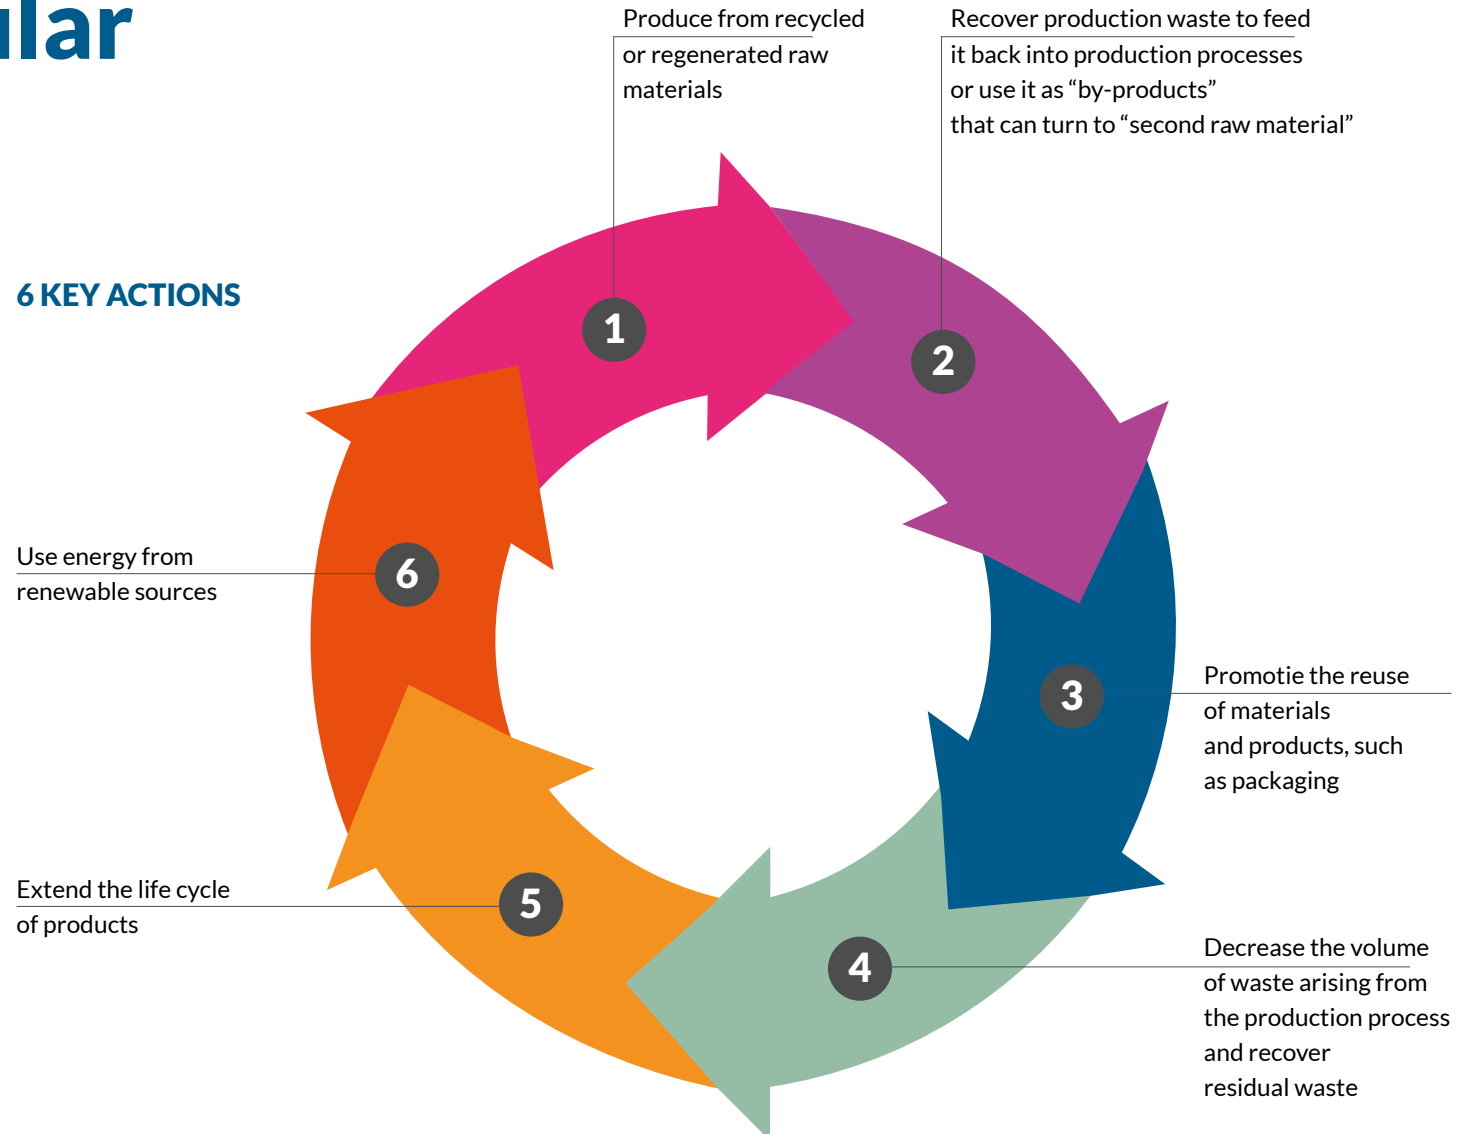 ular
Produce from recycled
or regenerated raw
materials
Recover production waste to feed
it back into production processes
or use it as “by-products”
that can turn to “second raw material”
6 KEY ACTIONS
1
2
3
4
5
6
Promotie the reuse
of materials
and products, such
as packaging
Decrease the volume
of waste arising from
the production process
and recover
residual waste
Extend the life cycle
of products
Use energy from
renewable sources